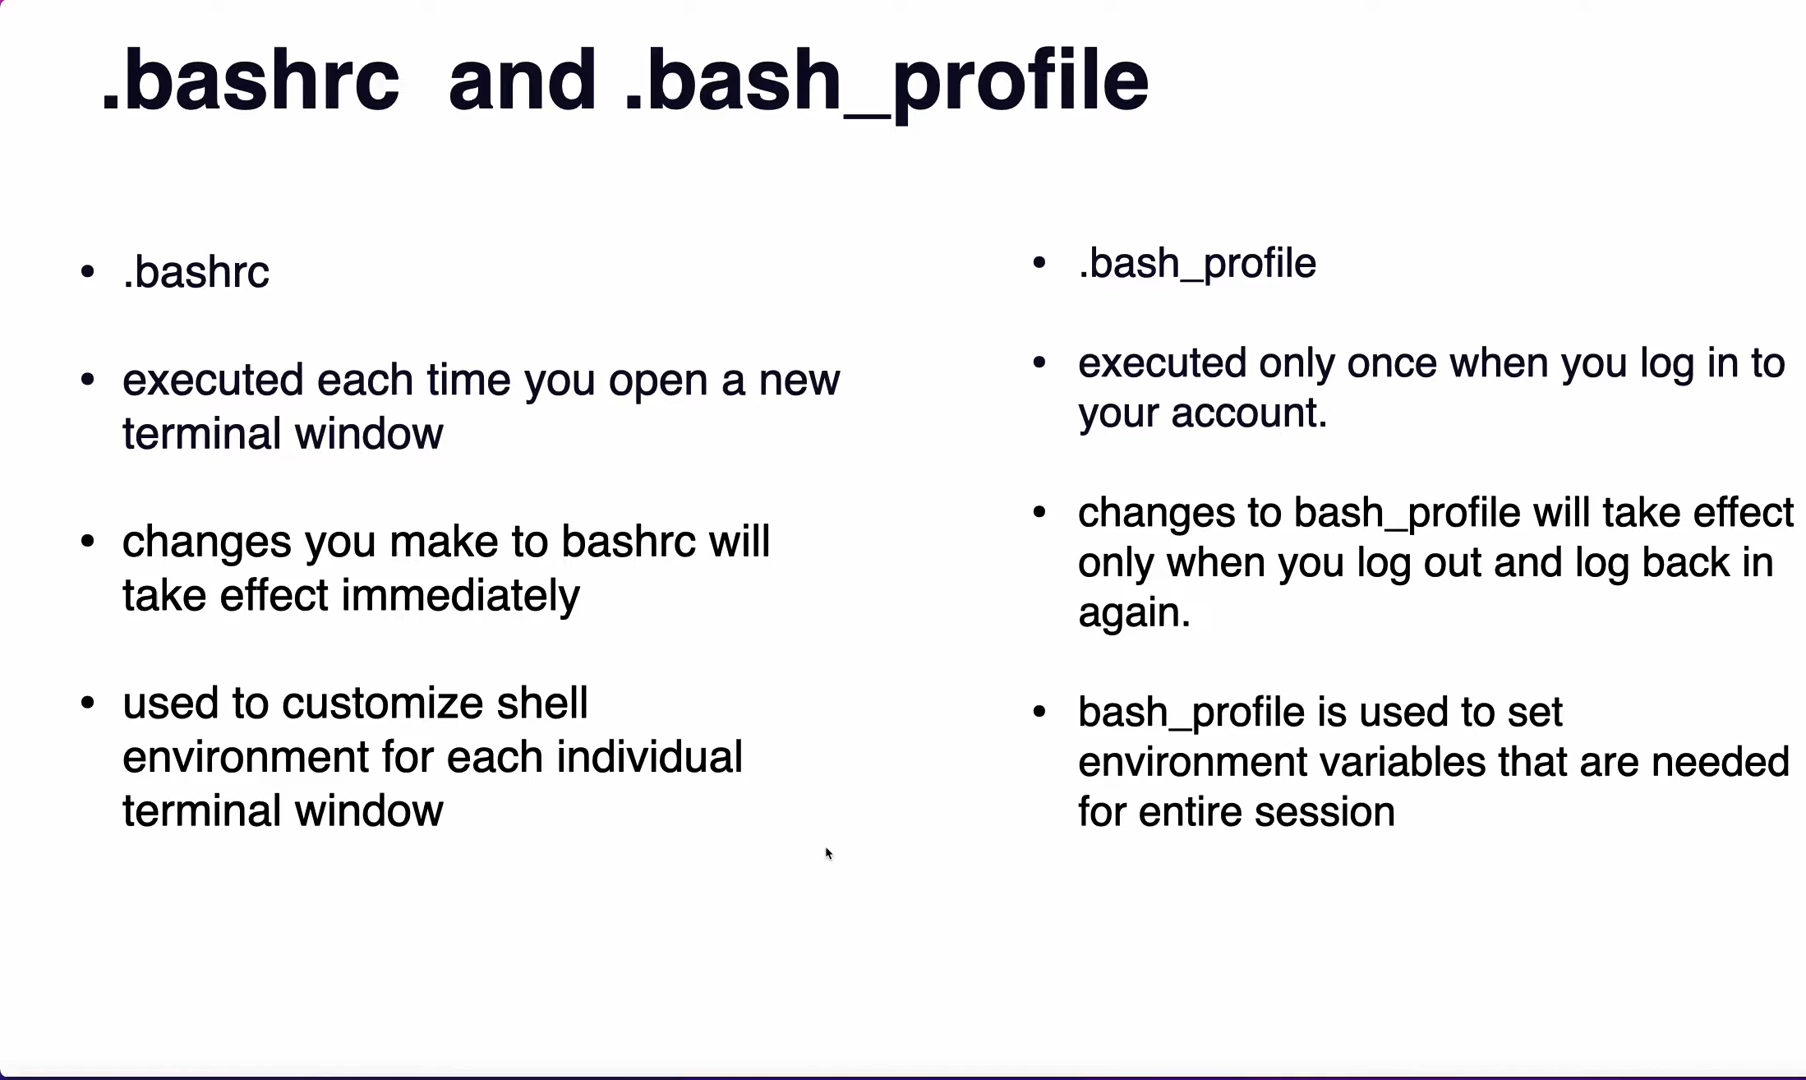 .bashrc and .bash_profile
• .bashrc
• executed each time you open a new
terminal window
• changes you make to bashrc will
take effect immediately
• used to customize shell
environment for each individual
terminal window
• .bash_profile
• executed only once when you log in to
your account.
• changes to bash_profile will take effect
only when you log out and log back in
again.
• bash_profile is used to set
environment variables that are needed
for entire session